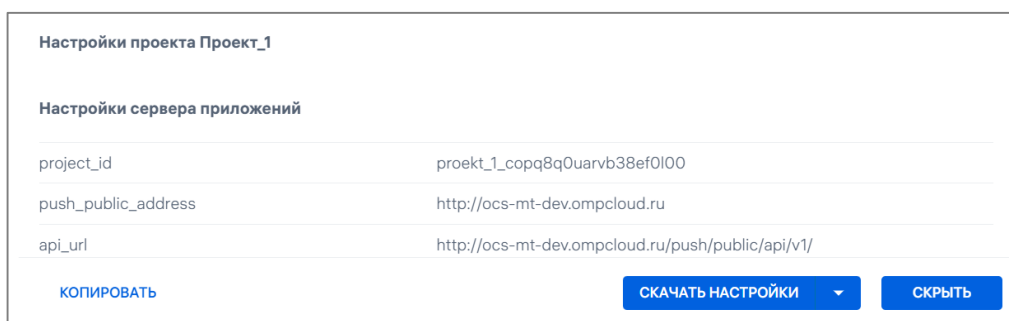 Настройки проекта Проект_1
Настройки сервера приложений
project_id proekt_1_copq8q0uarvb38ef0l00
push_public_address http://ocs-mt-dev.ompcloud.ru
api_url http://ocs-mt-dev.ompcloud.ru/push/public/api/v1/
КОПИРОВАТЬ СКАЧАТЬ НАСТРОЙКИ СКРЫТЬ